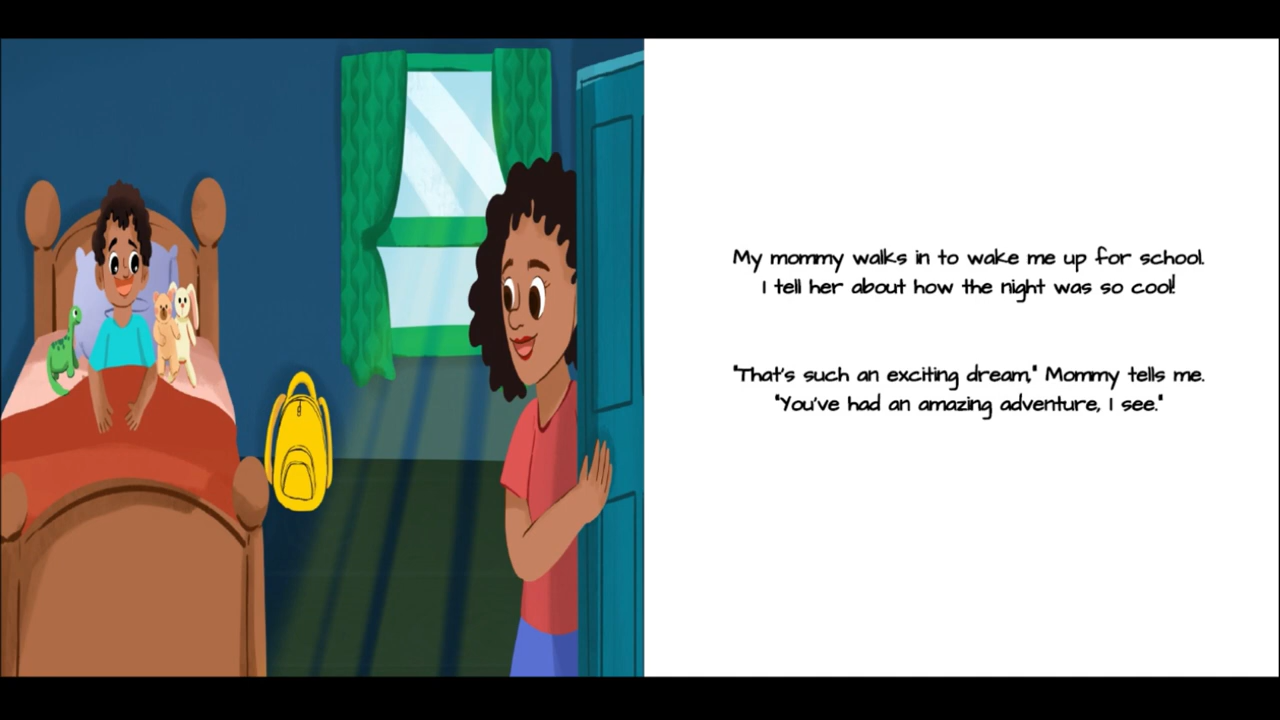 My mommy walks in to wake me up for school.
I tell her about how the night was so cool!
"That's such an exciting dream," Mommy tells me.
"You've had an amazing adventure, I see."